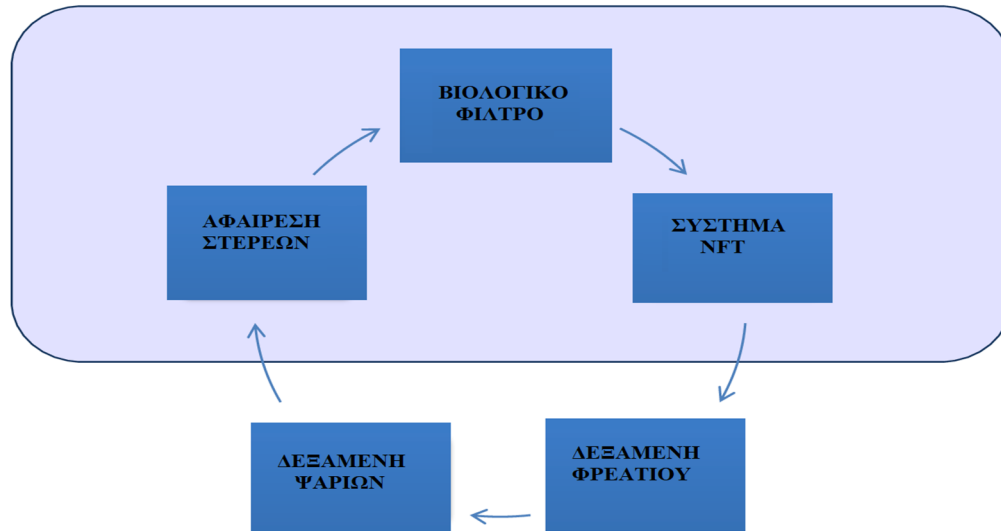 ΒΙΟΛΟΓΙΚΟ
ΦΙΛΤΡΟ
ΑΦΑΙΡΕΣΗ
ΣΤΕΡΕΩΝ
ΣΥΣΤΗΜΑ
NFT
ΔΕΞΑΜΕΝΗ
ΨΑΡΙΩΝ
ΔΕΞΑΜΕΝΗ
ΦΡΕΑΤΙΟΥ